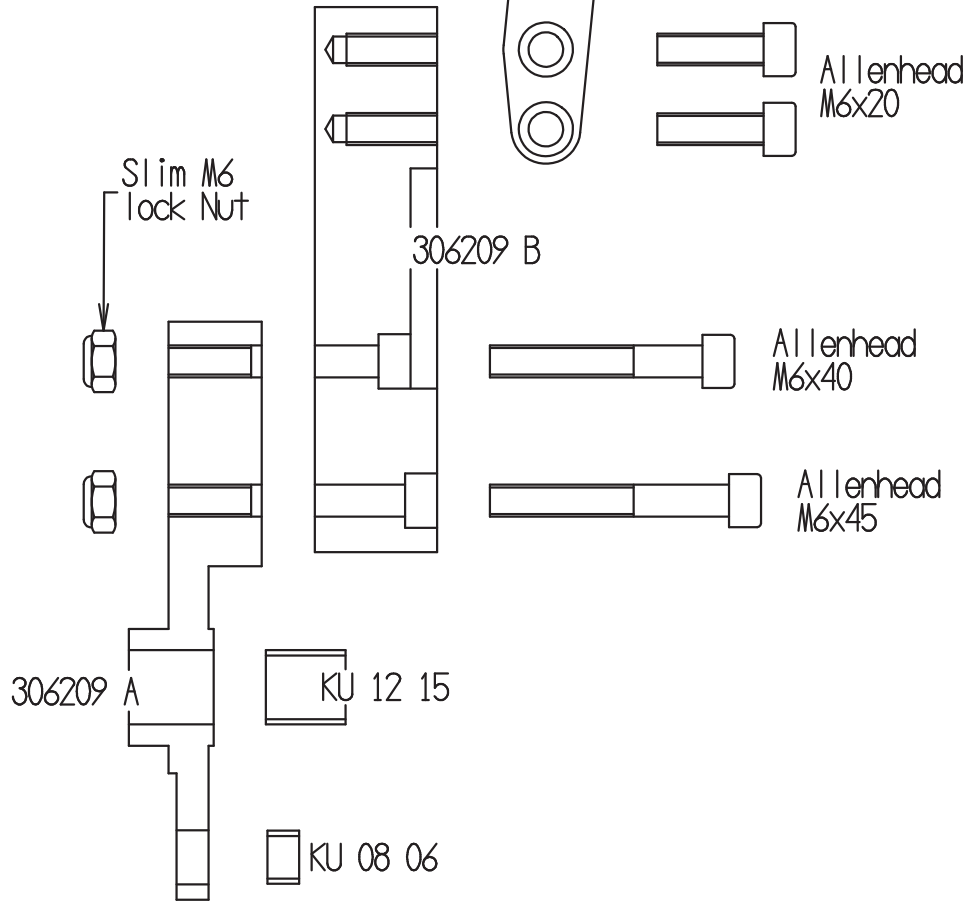 Allenhead
M6x20
Slim M6
lock Nut
306209 B
Allenhead
M6x40
Allenhead
M6x45
306209 A
KU 12 15
KU 08 06